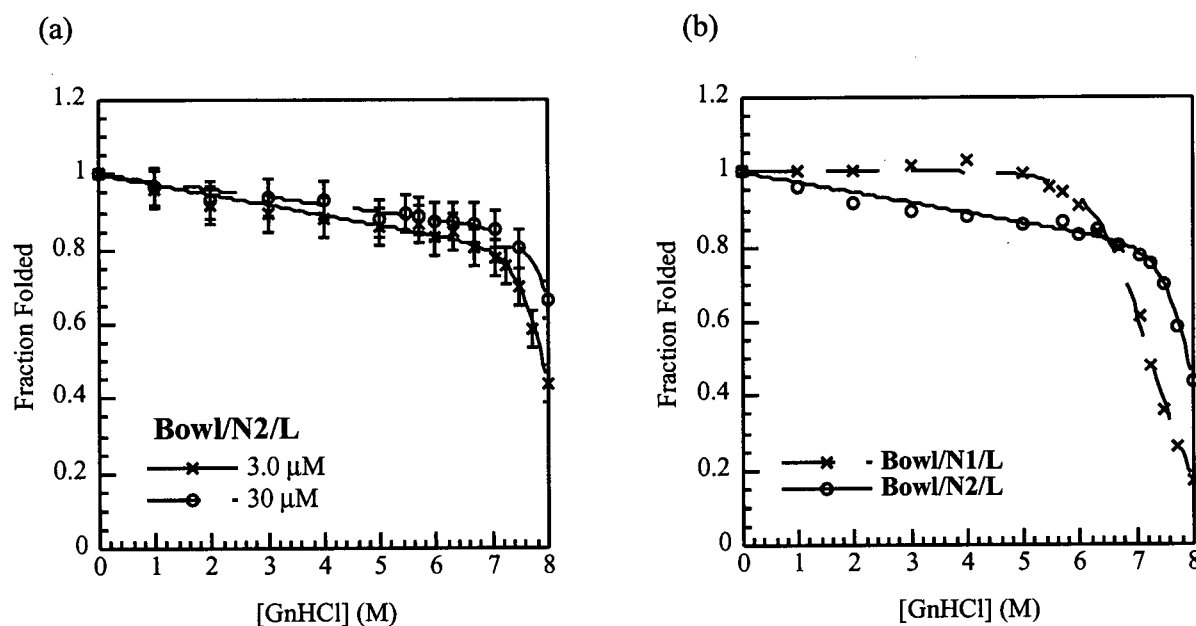 (a)
(b)
1.2
1
0.8
0.6
0.4
0.2
0
Fraction Folded
Bowl/N2/L
3.0 μM
30 μM
0 1 2 3 4 5 6 7 8
[GnHCl] (M)
1.2
1
0.8
0.6
0.4
0.2
0
Fraction Folded
Bowl/N1/L
Bowl/N2/L
0 1 2 3 4 5 6 7 8
[GnHCl] (M)